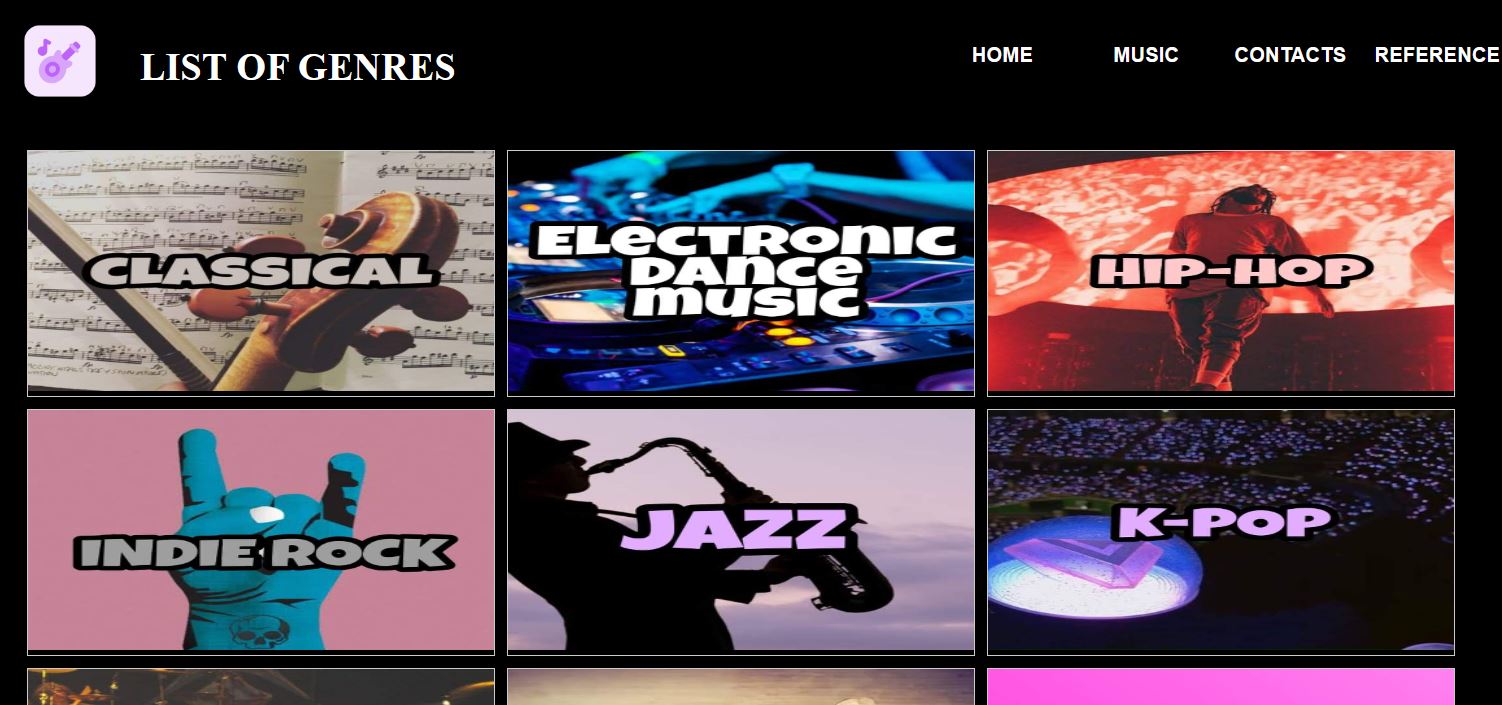 LIST OF GENRES
HOME MUSIC CONTACTS REFERENCE
CLASSICAL
ELECTRONIC
DANCE
MUSIC
HIP-HOP
INDIE ROCK
JAZZ
K-POP